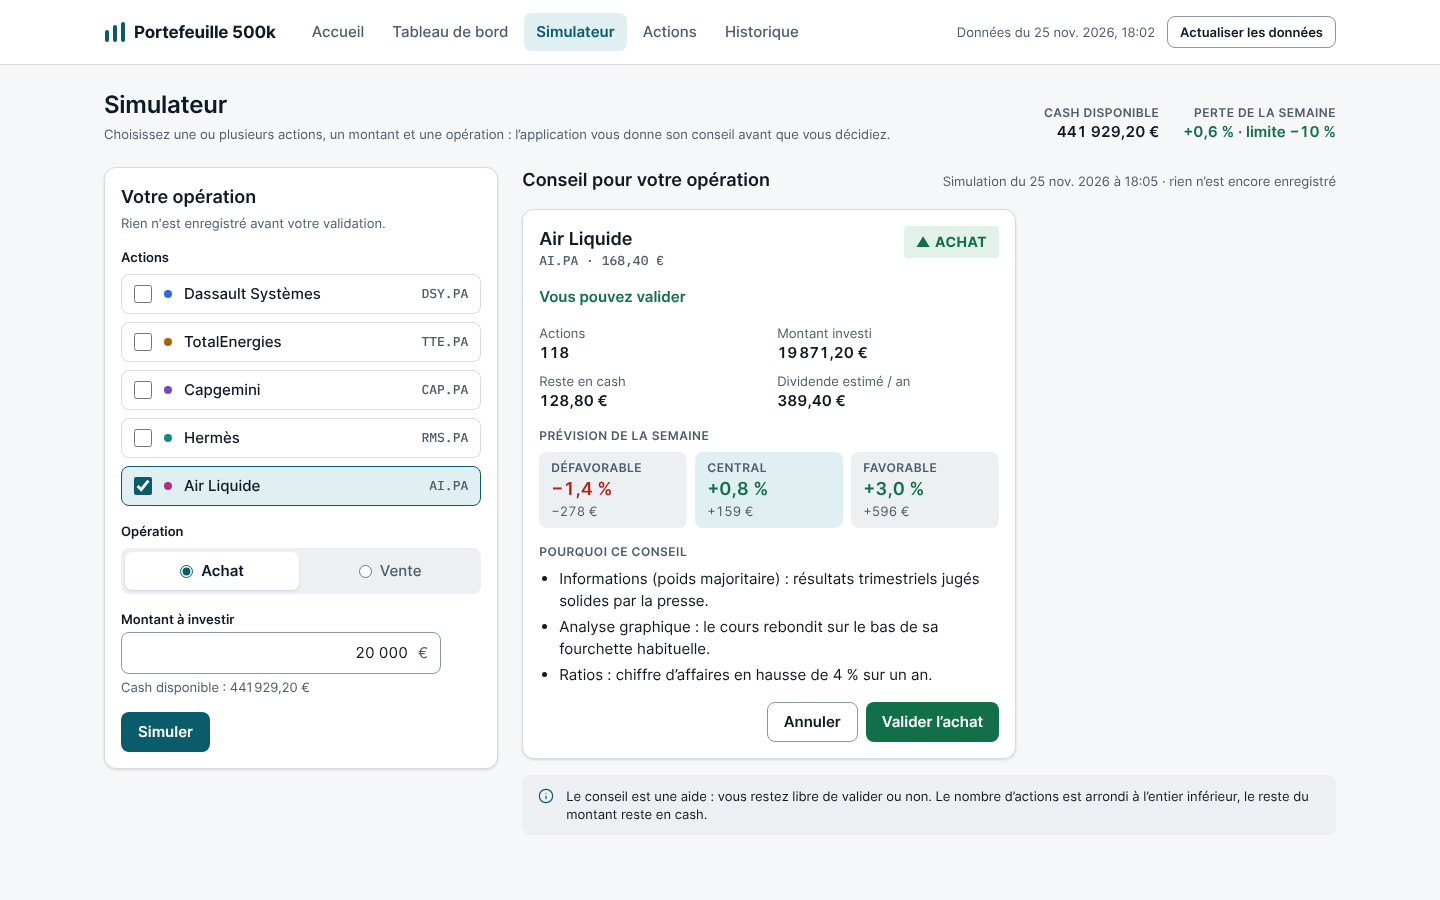 Portefeuille 500k
Accueil
Tableau de bord
Simulateur
Actions
Historique
Données du 25 nov. 2026, 18:02
Actualiser les données
Simulateur
Choisissez une ou plusieurs actions, un montant et une opération : l’application vous donne son conseil avant que vous décidiez.
CASH DISPONIBLE
441 929,20 €
PERTE DE LA SEMAINE
+0,6 % · limite −10 %
Votre opération
Rien n'est enregistré avant votre validation.
Actions
Dassault Systèmes DSY.PA
TotalEnergies TTE.PA
Capgemini CAP.PA
Hermès RMS.PA
Air Liquide AI.PA
Opération
Achat
Vente
Montant à investir
20 000 €
Cash disponible : 441 929,20 €
Simuler
Conseil pour votre opération
Simulation du 25 nov. 2026 à 18:05 · rien n’est encore enregistré
Air Liquide
AI.PA · 168,40 €
▲ ACHAT
Vous pouvez valider
Actions
118
Montant investi
19 871,20 €
Reste en cash
128,80 €
Dividende estimé / an
389,40 €
PRÉVISION DE LA SEMAINE
DÉFAVORABLE
−1,4 %
−278 €
CENTRAL
+0,8 %
+159 €
FAVORABLE
+3,0 %
+596 €
POURQUOI CE CONSEIL
• Informations (poids majoritaire) : résultats trimestriels jugés
solides par la presse.
• Analyse graphique : le cours rebondit sur le bas de sa
fourchette habituelle.
• Ratios : chiffre d’affaires en hausse de 4 % sur un an.
Annuler
Valider l’achat
Le conseil est une aide : vous restez libre de valider ou non. Le nombre d’actions est arrondi à l’entier inférieur, le reste du
montant reste en cash.